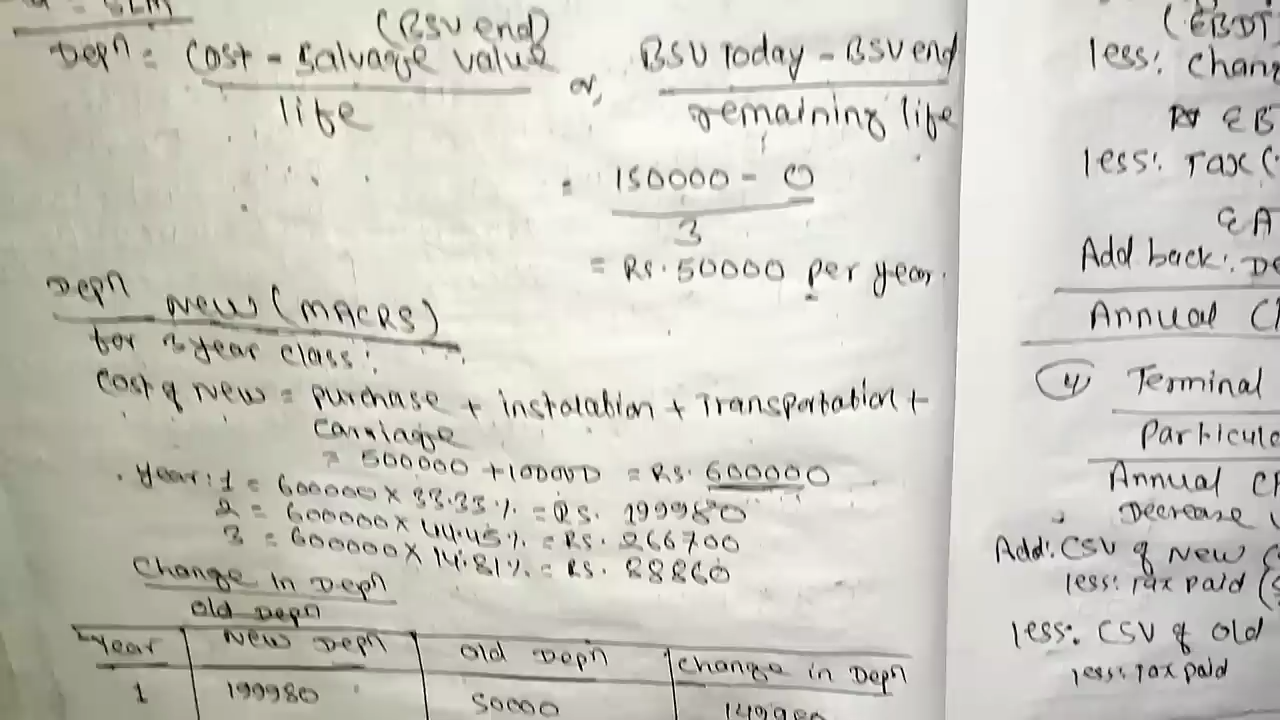 (BSV end)
Depn = Cost - Salvage value
life
or,
BSV Today - BSV end
remaining life
= 150000 - 0
3
= Rs. 50000 per year.
Depn New (MACRS)
for 3 year class:
Cost of New = purchase + instalation + Transportation +
Carriage
= 500000 + 100000 = Rs. 600000
Year: 1 = 600000 x 33.33% = Rs. 199980
2 = 600000 x 44.45% = Rs. 266700
3 = 600000 x 14.81% = Rs. 88860
Change In Depn
Old Depn
Year New Depn Old Depn Change in Depn
1 199980 50000 149980
(EBDT
less: Chan
EB
less: Tax (
EA
Add back: De
Annual C
(4) Terminal
Particula
Annual CF
Decrease
Add: CSV of New
less: Tax paid (
less: CSV of Old
less: Tax paid